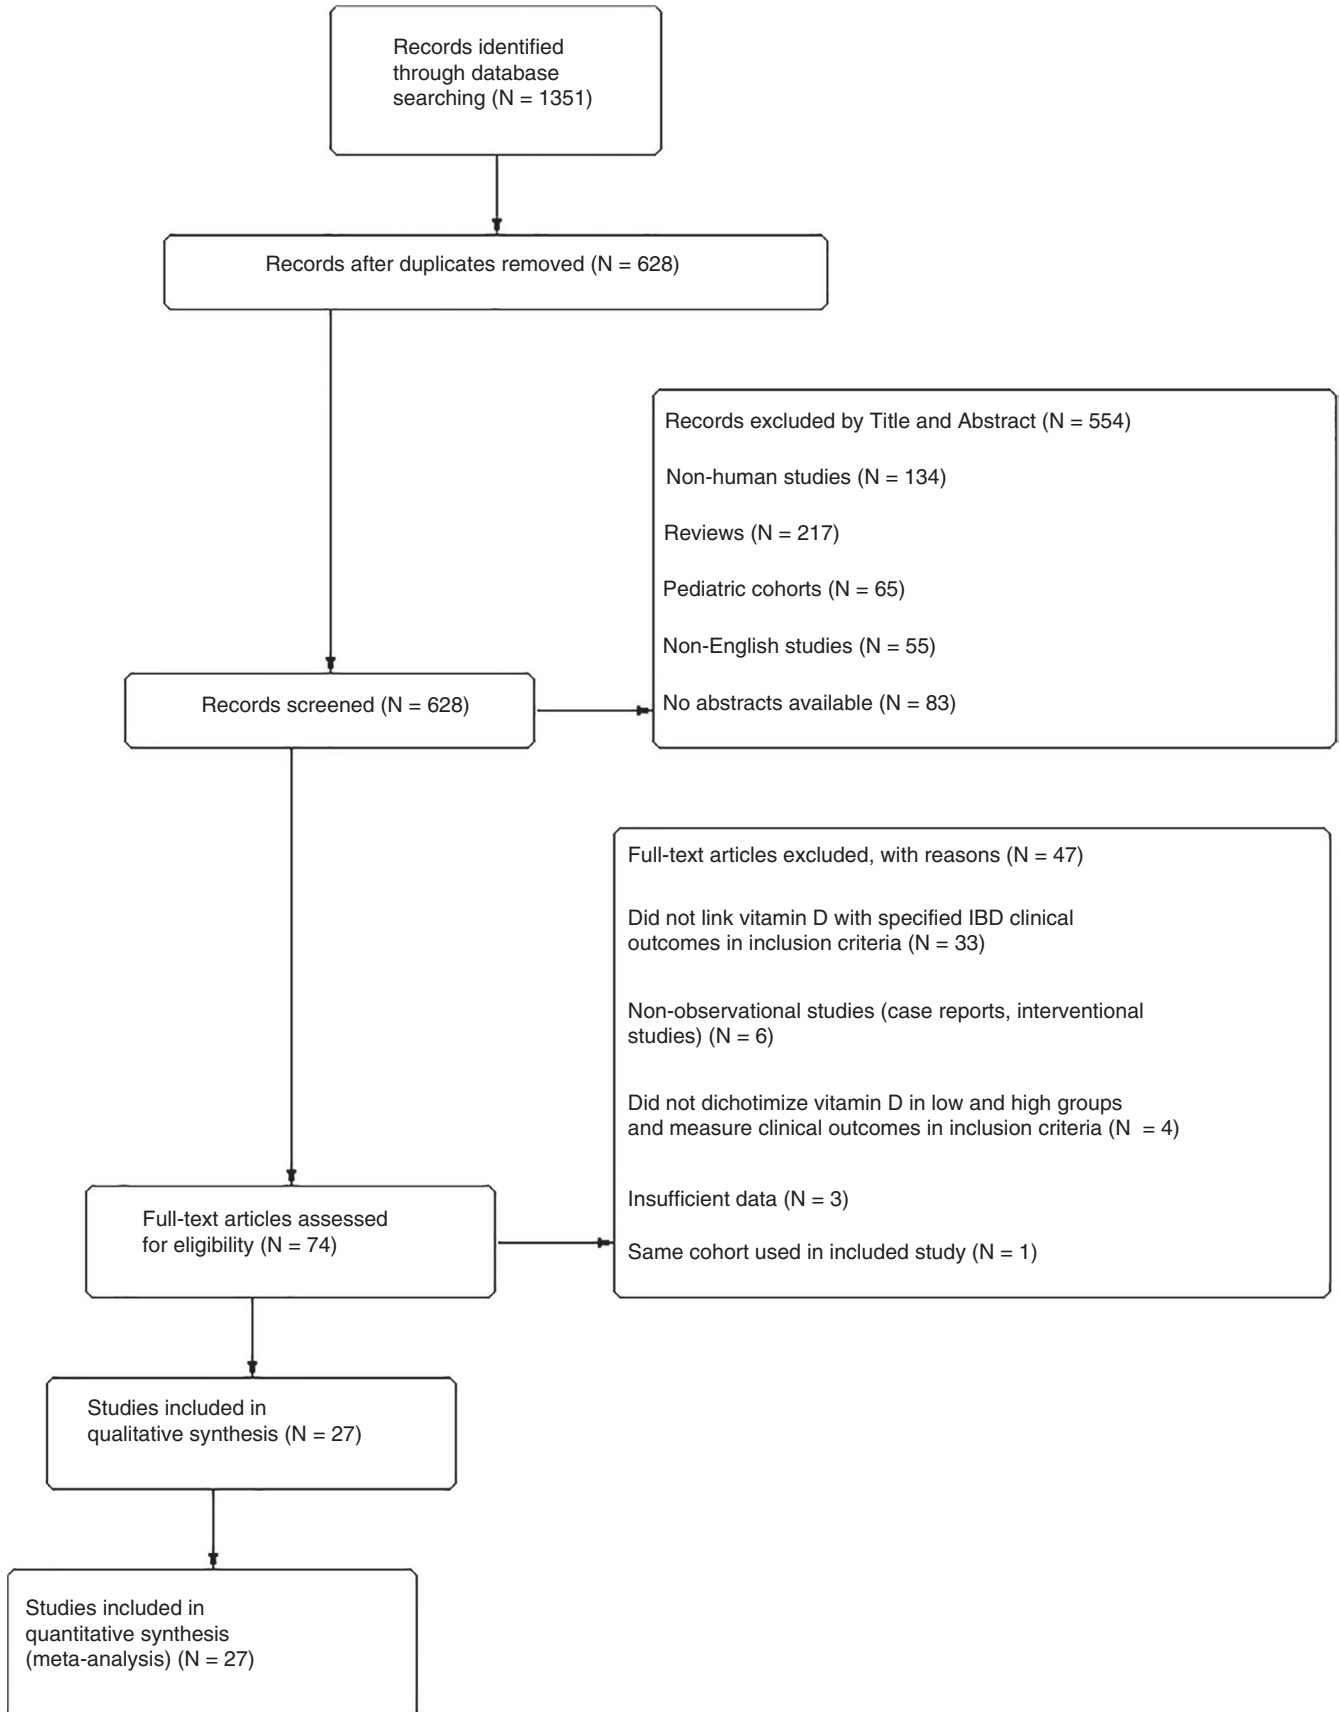 Records identified
through database
searching (N = 1351)
Records after duplicates removed (N = 628)
Records excluded by Title and Abstract (N = 554)
Non-human studies (N = 134)
Reviews (N = 217)
Pediatric cohorts (N = 65)
Non-English studies (N = 55)
No abstracts available (N = 83)
Records screened (N = 628)
Full-text articles excluded, with reasons (N = 47)
Did not link vitamin D with specified IBD clinical
outcomes in inclusion criteria (N = 33)
Non-observational studies (case reports, interventional
studies) (N = 6)
Did not dichotimize vitamin D in low and high groups
and measure clinical outcomes in inclusion criteria (N  = 4)
Insufficient data (N = 3)
Same cohort used in included study (N = 1)
Full-text articles assessed
for eligibility (N = 74)
Studies included in
qualitative synthesis (N = 27)
Studies included in
quantitative synthesis
(meta-analysis) (N = 27)